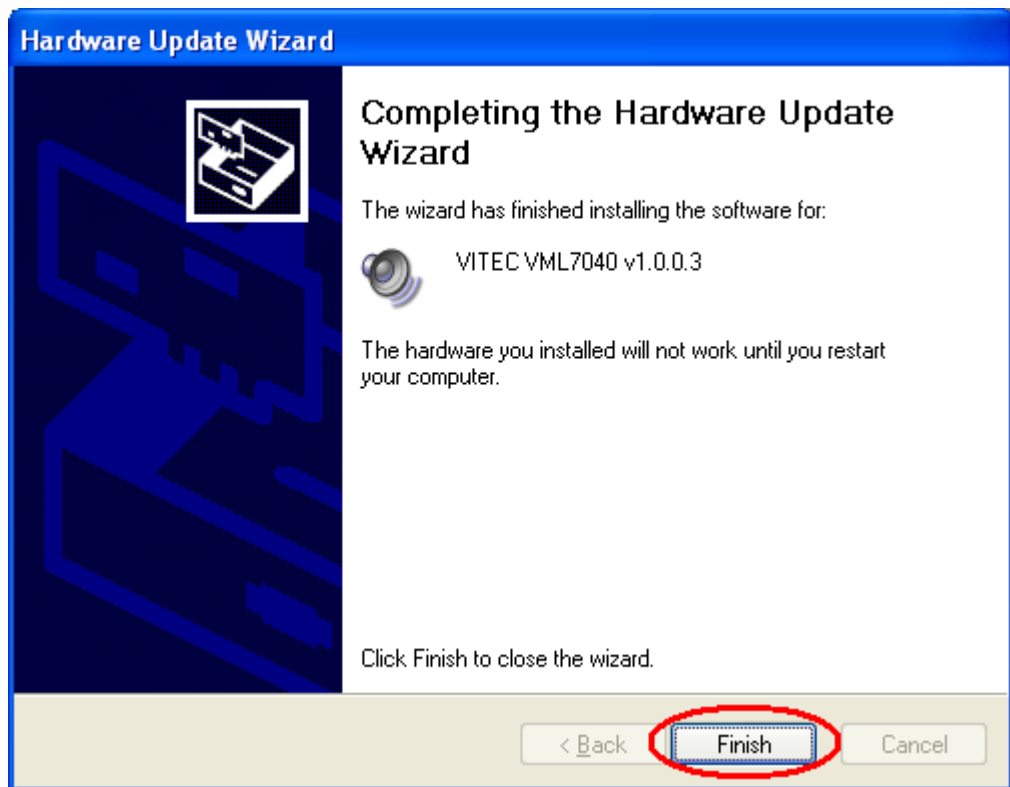 Hardware Update Wizard
Completing the Hardware Update
Wizard
The wizard has finished installing the software for:
VITEC VML7040 v1.0.0.3
The hardware you installed will not work until you restart
your computer.
Click Finish to close the wizard.
< Back Finish Cancel